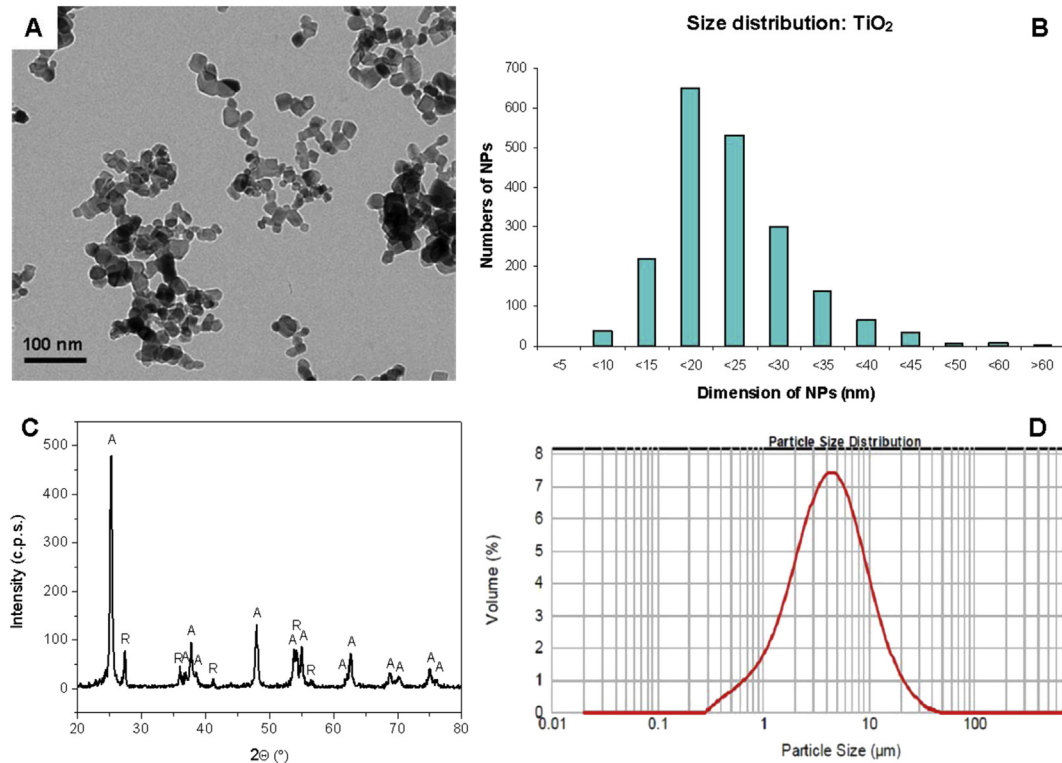 A
100 nm
Size distribution: TiO₂
B
Numbers of NPs
700
600
500
400
300
200
100
0
<5 <10 <15 <20 <25 <30 <35 <40 <45 <50 <60 >60
Dimension of NPs (nm)
C
Intensity (c.p.s.)
500
400
300
200
100
0
A
R
R
A
A
A
R
A
A
R
A
R
A
A
A
A
A
A
20 30 40 50 60 70 80
2Θ (°)
D
Particle Size Distribution
Volume (%)
8
7
6
5
4
3
2
1
0
0.01 0.1 1 10 100
Particle Size (µm)